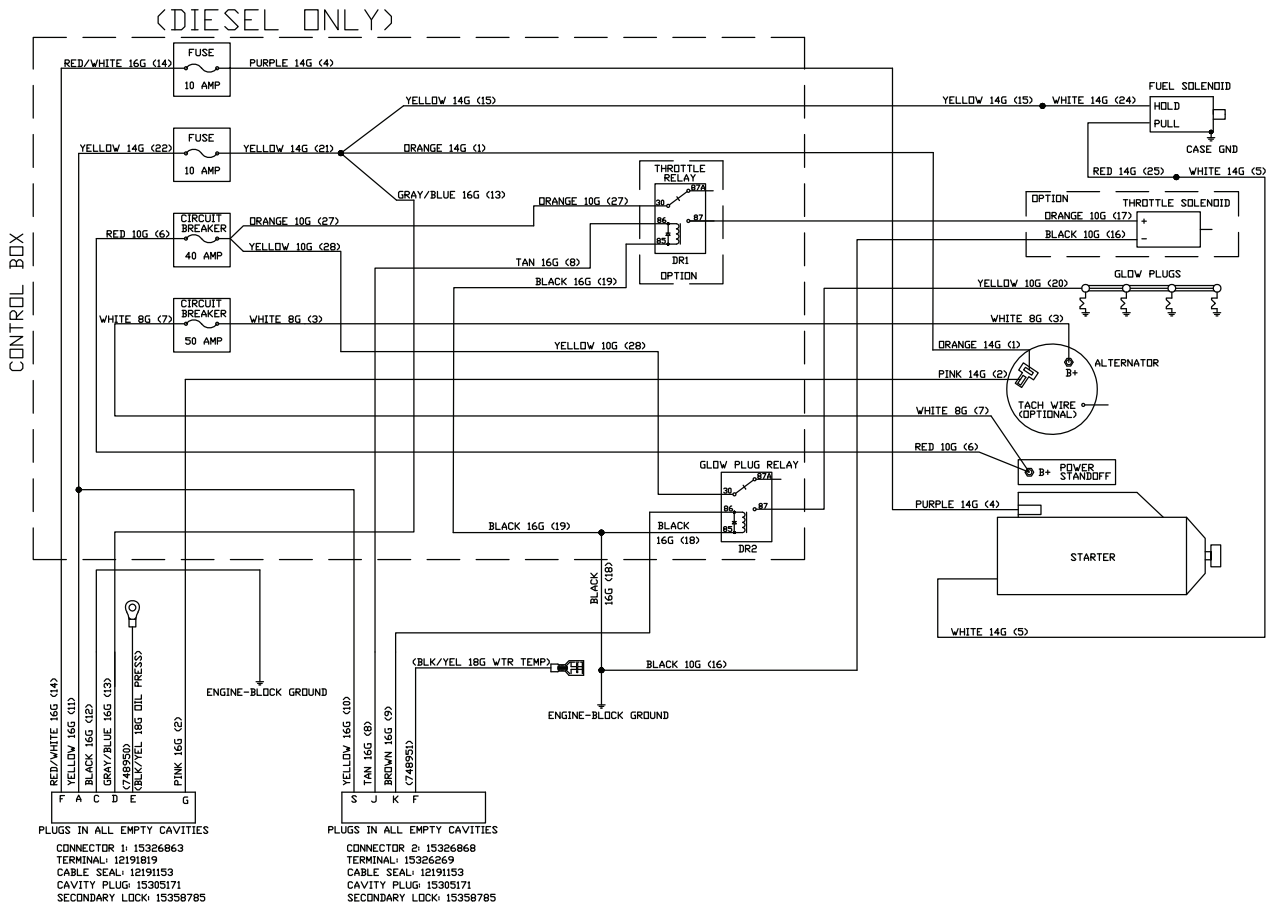 (DIESEL ONLY)
CONTROL BOX
FUSE
10 AMP
RED/WHITE 16G (14)
PURPLE 14G (4)
YELLOW 14G (15)
YELLOW 14G (15)
WHITE 14G (24)
FUEL SOLENOID
HOLD
PULL
CASE GND
FUSE
10 AMP
YELLOW 14G (22)
YELLOW 14G (21)
ORANGE 14G (1)
GRAY/BLUE 16G (13)
RED 14G (25)
WHITE 14G (5)
THROTTLE
RELAY
87A
30
86
87
85
DR1
OPTION
OPTION
THROTTLE SOLENOID
+
-
ORANGE 10G (17)
BLACK 10G (16)
CIRCUIT
BREAKER
40 AMP
RED 10G (6)
ORANGE 10G (27)
YELLOW 10G (28)
ORANGE 10G (27)
TAN 16G (8)
BLACK 16G (19)
GLOW PLUGS
YELLOW 10G (20)
CIRCUIT
BREAKER
50 AMP
WHITE 8G (7)
WHITE 8G (3)
WHITE 8G (3)
YELLOW 10G (28)
ORANGE 14G (1)
ALTERNATOR
B+
PINK 14G (2)
TACH WIRE
(OPTIONAL)
WHITE 8G (7)
RED 10G (6)
B+
POWER
STANDOFF
GLOW PLUG RELAY
87A
30
86
87
85
DR2
PURPLE 14G (4)
STARTER
BLACK 16G (19)
BLACK
16G (18)
BLACK
16G (18)
WHITE 14G (5)
(BLK/YEL 18G WTR TEMP)
BLACK 10G (16)
ENGINE-BLOCK GROUND
ENGINE-BLOCK GROUND
RED/WHITE 16G (14)
YELLOW 16G (11)
BLACK 16G (12)
GRAY/BLUE 16G (13)
(748950)
(BLK/YEL 18G OIL PRESS)
PINK 16G (2)
YELLOW 16G (10)
TAN 16G (8)
BROWN 16G (9)
(748951)
F A C D E G
S J K F
PLUGS IN ALL EMPTY CAVITIES
CONNECTOR 1: 15326863
TERMINAL: 12191819
CABLE SEAL: 12191153
CAVITY PLUG: 15305171
SECONDARY LOCK: 15358785
PLUGS IN ALL EMPTY CAVITIES
CONNECTOR 2: 15326868
TERMINAL: 15326269
CABLE SEAL: 12191153
CAVITY PLUG: 15305171
SECONDARY LOCK: 15358785